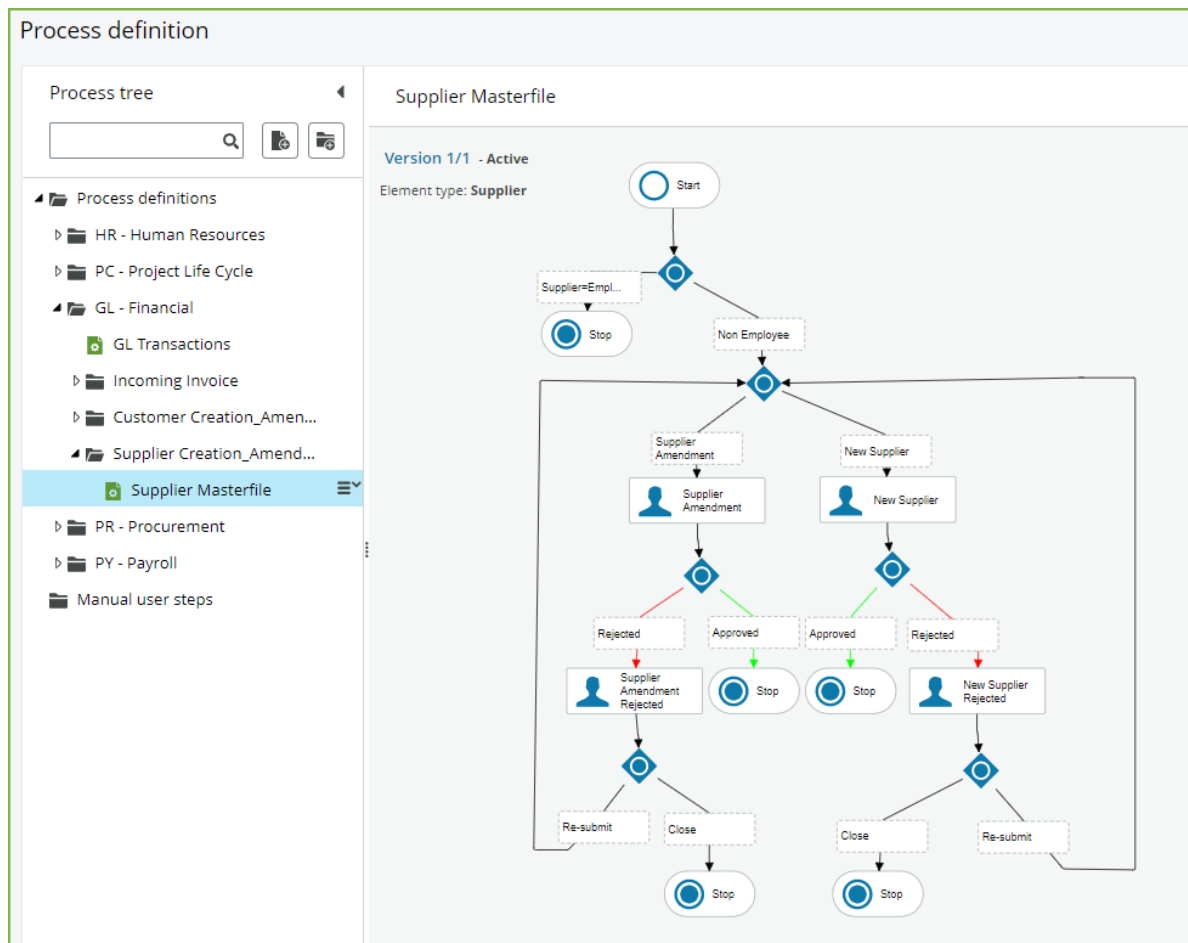 Process definition
Process tree
Supplier Masterfile
Version 1/1 - Active
Element type: Supplier
Process definitions
HR - Human Resources
PC - Project Life Cycle
GL - Financial
GL Transactions
Incoming Invoice
Customer Creation_Amen...
Supplier Creation_Amend...
Supplier Masterfile
PR - Procurement
PY - Payroll
Manual user steps
Start
Supplier=Empl...
Stop
Non Employee
Supplier
Amendment
New Supplier
Supplier
Amendment
New Supplier
Rejected
Approved
Approved
Rejected
Supplier
Amendment
Rejected
Stop
Stop
New Supplier
Rejected
Re-submit
Close
Close
Re-submit
Stop
Stop